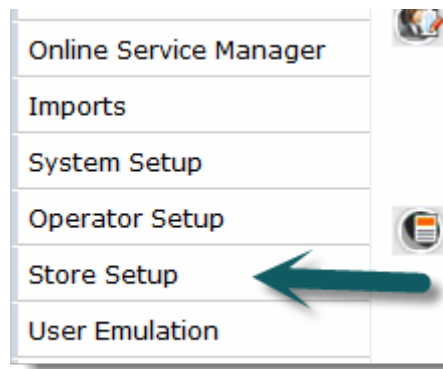 Online Service Manager
Imports
System Setup
Operator Setup
Store Setup
User Emulation